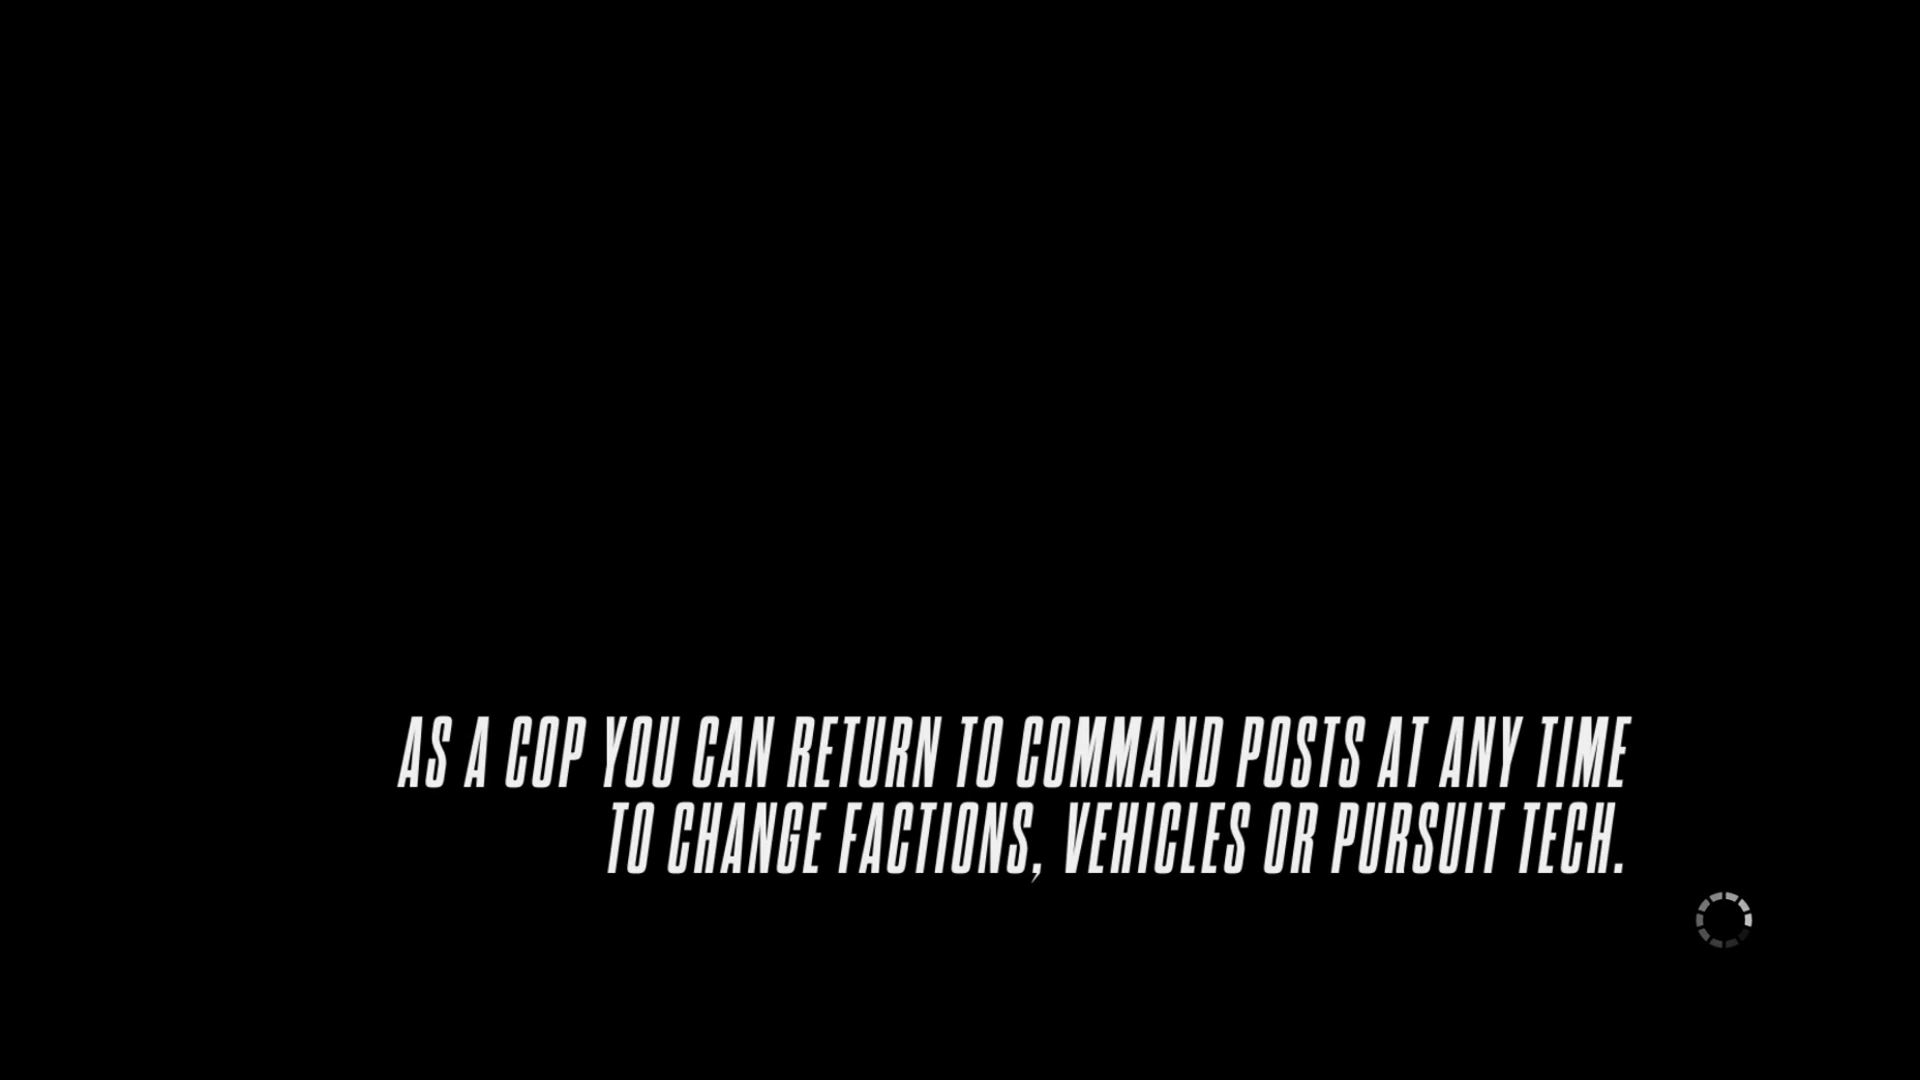 AS A COP YOU CAN RETURN TO COMMAND POSTS AT ANY TIME
TO CHANGE FACTIONS, VEHICLES OR PURSUIT TECH.